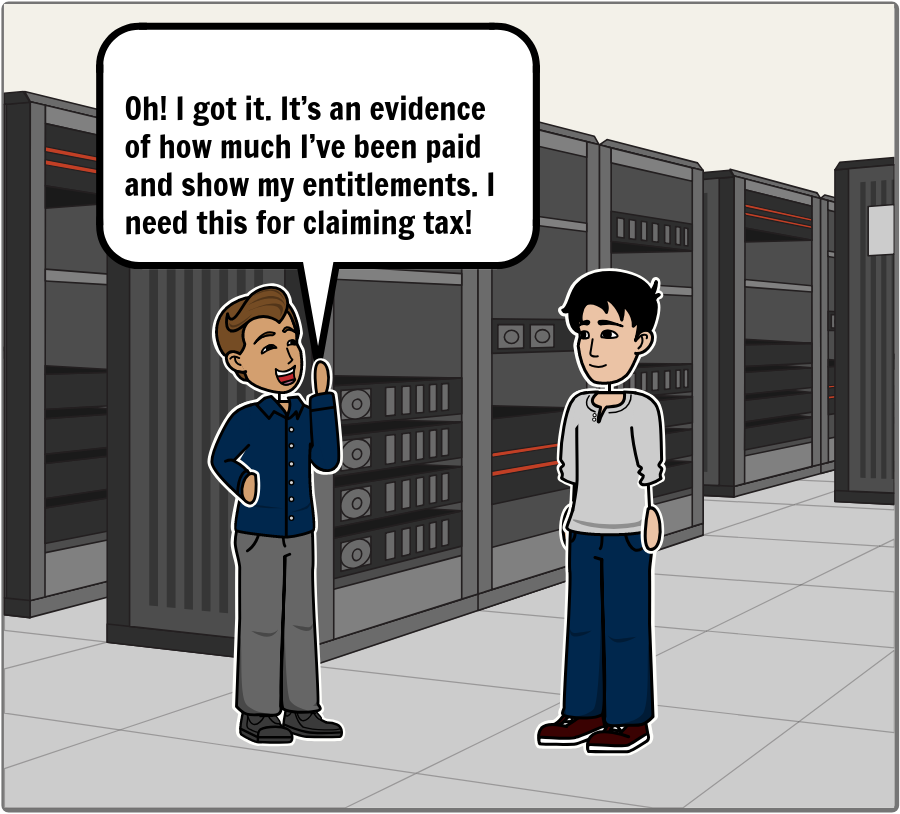 Oh! I got it. It's an evidence
of how much I've been paid
and show my entitlements. I
need this for claiming tax!